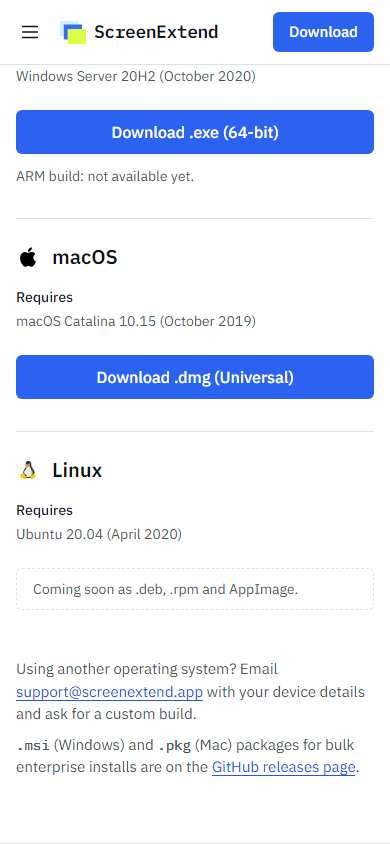 ScreenExtend
Download
Windows Server 20H2 (October 2020)
Download .exe (64-bit)
ARM build: not available yet.
macOS
Requires
macOS Catalina 10.15 (October 2019)
Download .dmg (Universal)
Linux
Requires
Ubuntu 20.04 (April 2020)
Coming soon as .deb, .rpm and AppImage.
Using another operating system? Email
support@screenextend.app with your device details
and ask for a custom build.
.msi (Windows) and .pkg (Mac) packages for bulk
enterprise installs are on the GitHub releases page.